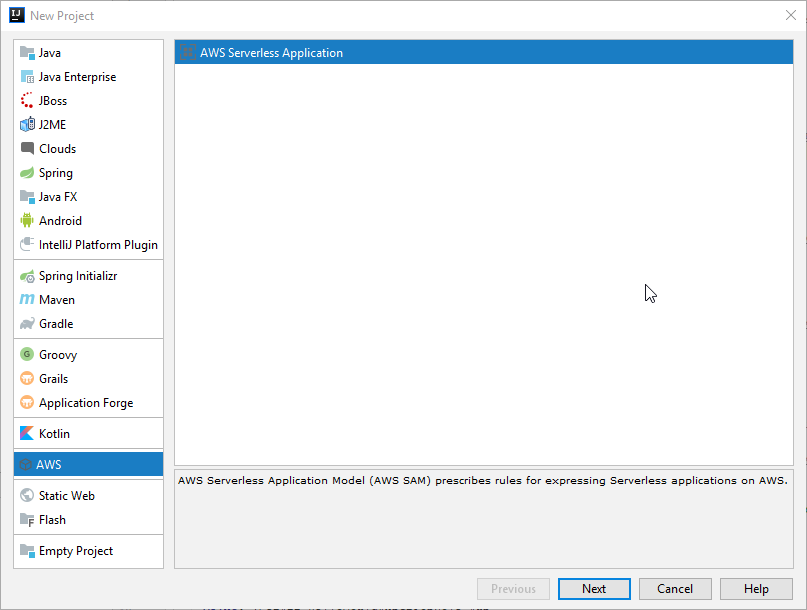 IJ New Project
Java
Java Enterprise
JBoss
J2ME
Clouds
Spring
Java FX
Android
IntelliJ Platform Plugin
Spring Initializr
Maven
Gradle
Groovy
Grails
Application Forge
Kotlin
AWS
Static Web
Flash
Empty Project
AWS Serverless Application
AWS Serverless Application Model (AWS SAM) prescribes rules for expressing Serverless applications on AWS.
Previous Next Cancel Help